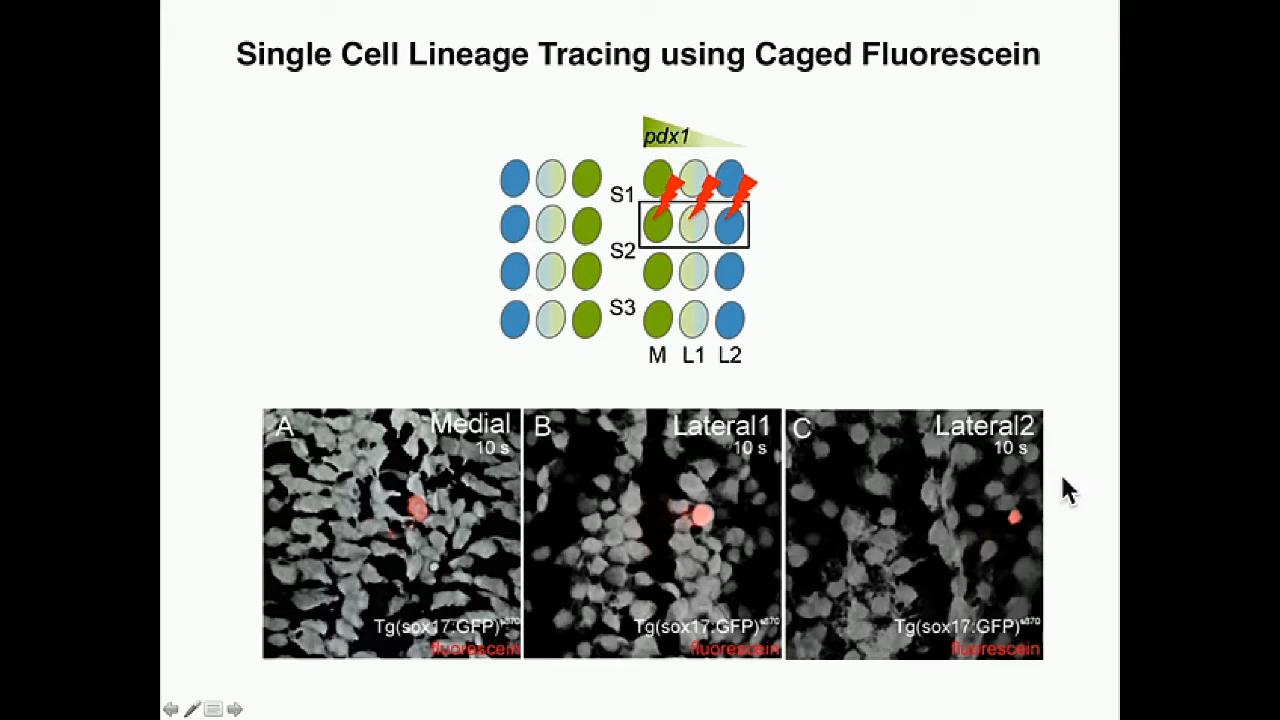 Single Cell Lineage Tracing using Caged Fluorescein
pdx1
S1
S2
S3
M L1 L2
A Medial
10 s
Tg(sox17:GFP)s870
fluorescein
B Lateral1
10 s
Tg(sox17:GFP)s870
fluorescein
C Lateral2
10 s
Tg(sox17:GFP)s870
fluorescein